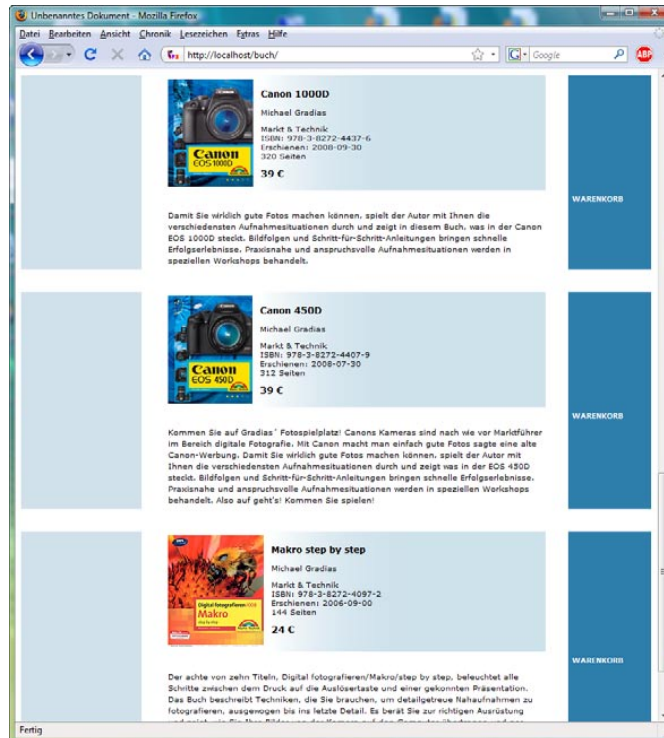 Unbenanntes Dokument - Mozilla Firefox
Datei Bearbeiten Ansicht Chronik Lesezeichen Extras Hilfe
http://localhost/buch/
Google
ABP
Canon 1000D
Michael Gradias
Markt & Technik
ISBN: 978-3-8272-4437-6
Erschienen: 2008-09-30
320 Seiten
39 €
Canon
EOS 1000D
WARENKORB
Damit Sie wirklich gute Fotos machen können, spielt der Autor mit Ihnen die
verschiedensten Aufnahmesituationen durch und zeigt in diesem Buch, was in der Canon
EOS 1000D steckt. Bildfolgen und Schritt-für-Schritt-Anleitungen bringen schnelle
Erfolgserlebnisse. Praxisnahe und anspruchsvolle Aufnahmesituationen werden in
speziellen Workshops behandelt.
Canon 450D
Michael Gradias
Markt & Technik
ISBN: 978-3-8272-4407-9
Erschienen: 2008-07-30
312 Seiten
39 €
Canon
EOS 450D
WARENKORB
Kommen Sie auf Gradias´ Fotospielplatz! Canons Kameras sind nach wie vor Marktführer
im Bereich digitale Fotografie. Mit Canon macht man einfach gute Fotos sagte eine alte
Canon-Werbung. Damit Sie wirklich gute Fotos machen können, spielt der Autor mit
Ihnen die verschiedensten Aufnahmesituationen durch und zeigt was in der EOS 450D
steckt. Bildfolgen und Schritt-für-Schritt-Anleitungen bringen schnelle Erfolgserlebnisse.
Praxisnahe und anspruchsvolle Aufnahmesituationen werden in speziellen Workshops
behandelt. Also auf geht's! Kommen Sie spielen!
Makro step by step
Michael Gradias
Markt & Technik
ISBN: 978-3-8272-4097-2
Erschienen: 2006-09-00
144 Seiten
24 €
Digital fotografieren
Makro
step by step
WARENKORB
Der achte von zehn Titeln, Digital fotografieren/Makro/step by step, beleuchtet alle
Schritte zwischen dem Druck auf die Auslösertaste und einer gekonnten Präsentation.
Das Buch beschreibt Techniken, die Sie brauchen, um detailgetreue Nahaufnahmen zu
fotografieren, ausgewogen bis ins letzte Detail. Es berät Sie zur richtigen Ausrüstung
Fertig